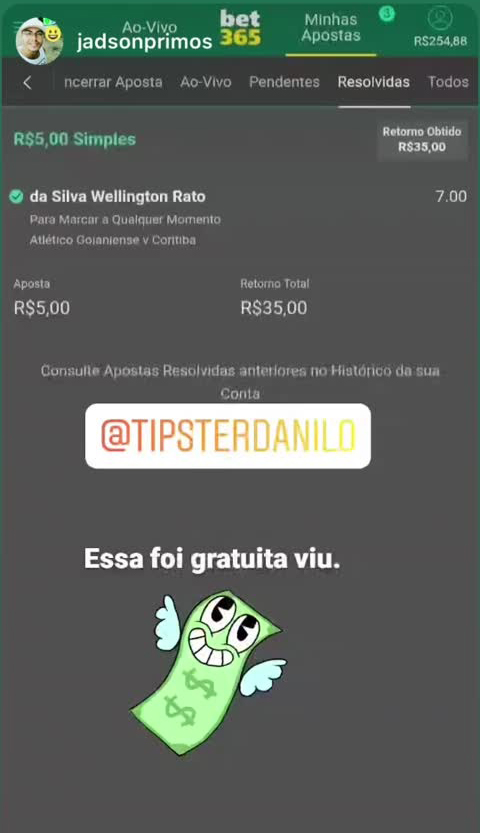 Ao-Vivo
bet365
Minhas Apostas
3
jadsonprimos
R$254,88
ncerrar Aposta Ao-Vivo Pendentes Resolvidas Todos
R$5,00 Simples
Retorno Obtido
R$35,00
da Silva Wellington Rato 7.00
Para Marcar a Qualquer Momento
Atlético Goianiense v Coritiba
Aposta Retorno Total
R$5,00 R$35,00
Consulte Apostas Resolvidas anteriores no Histórico da sua
Conta
@TIPSTERDANILO
Essa foi gratuita viu.
$
$